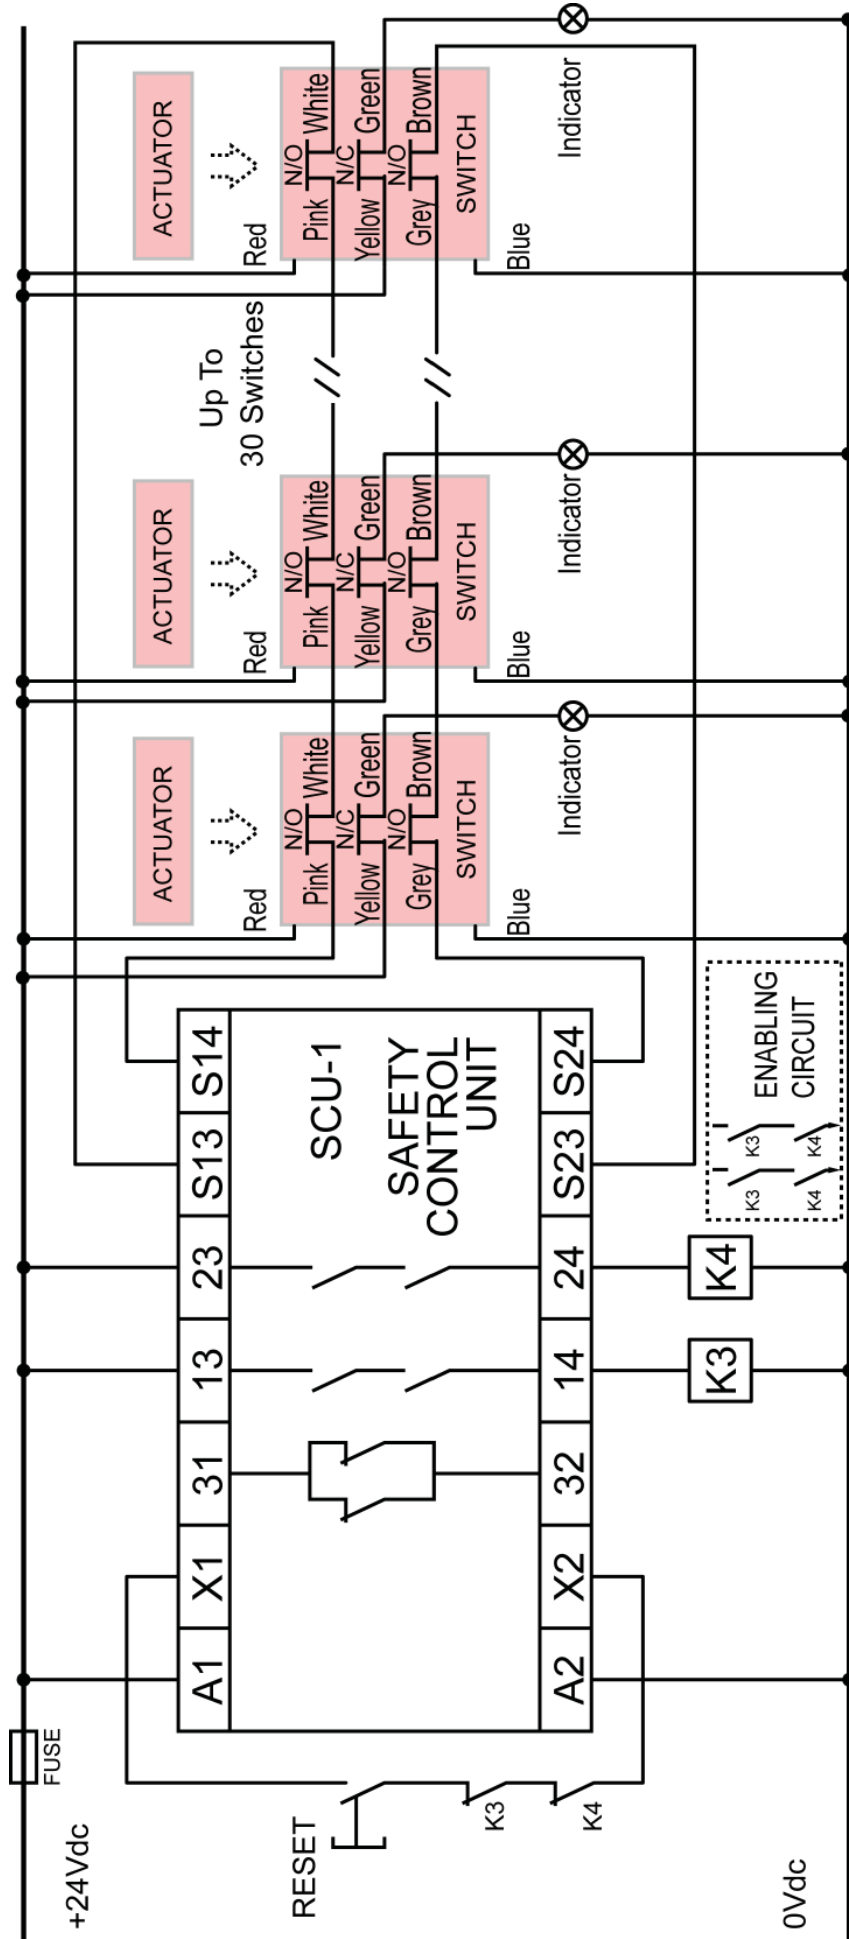 +24Vdc
FUSE
ACTUATOR
ACTUATOR
ACTUATOR
Up To
30 Switches
Red
Red
Red
N/O
Pink
White
N/C
Yellow
Green
N/O
Grey
Brown
SWITCH
N/O
Pink
White
N/C
Yellow
Green
N/O
Grey
Brown
SWITCH
N/O
Pink
White
N/C
Yellow
Green
N/O
Grey
Brown
SWITCH
Blue
Blue
Blue
Indicator
Indicator
Indicator
A1
X1
31
13
23
S13
S14
SCU-1
SAFETY
CONTROL
UNIT
A2
X2
32
14
24
S23
S24
RESET
K3
K4
K3
K4
K3
K3
K4
K4
ENABLING
CIRCUIT
0Vdc